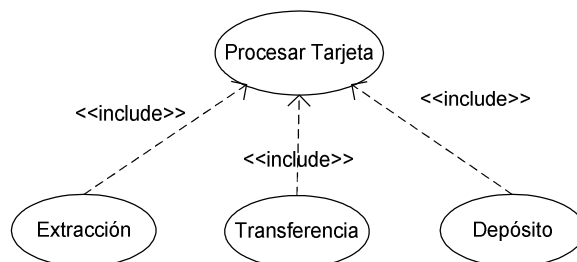 Procesar Tarjeta
<<include>>
<<include>>
<<include>>
Extracción
Transferencia
Depósito